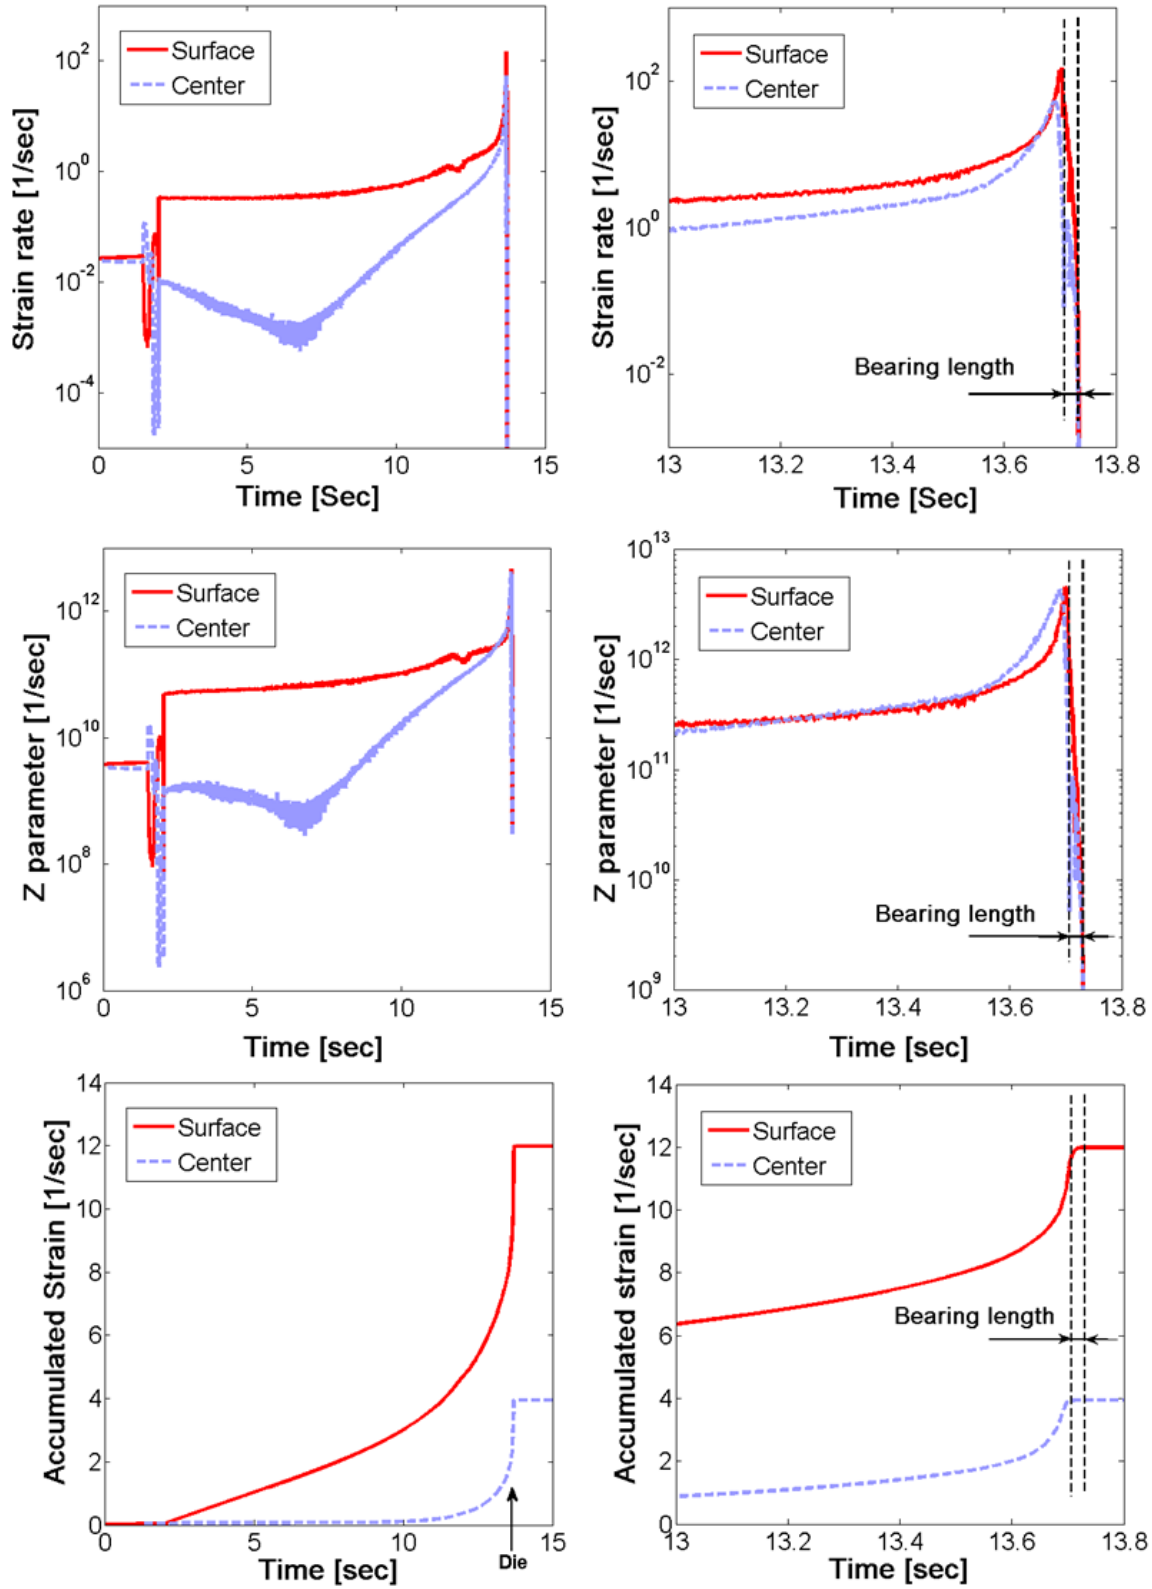 Strain rate [1/sec]
10^2
10^0
10^-2
10^-4
Surface
Center
0 5 10 15
Time [Sec]
Strain rate [1/sec]
10^2
10^0
10^-2
Surface
Center
Bearing length
13 13.2 13.4 13.6 13.8
Time [Sec]
Z parameter [1/sec]
10^12
10^10
10^8
10^6
Surface
Center
0 5 10 15
Time [sec]
Z parameter [1/sec]
10^13
10^12
10^11
10^10
10^9
Surface
Center
Bearing length
13 13.2 13.4 13.6 13.8
Time [sec]
Accumulated Strain [1/sec]
14
12
10
8
6
4
2
0
Surface
Center
0 5 10 15
Die
Time [sec]
Accumulated strain [1/sec]
14
12
10
8
6
4
2
0
Surface
Center
Bearing length
13 13.2 13.4 13.6 13.8
Time [sec]